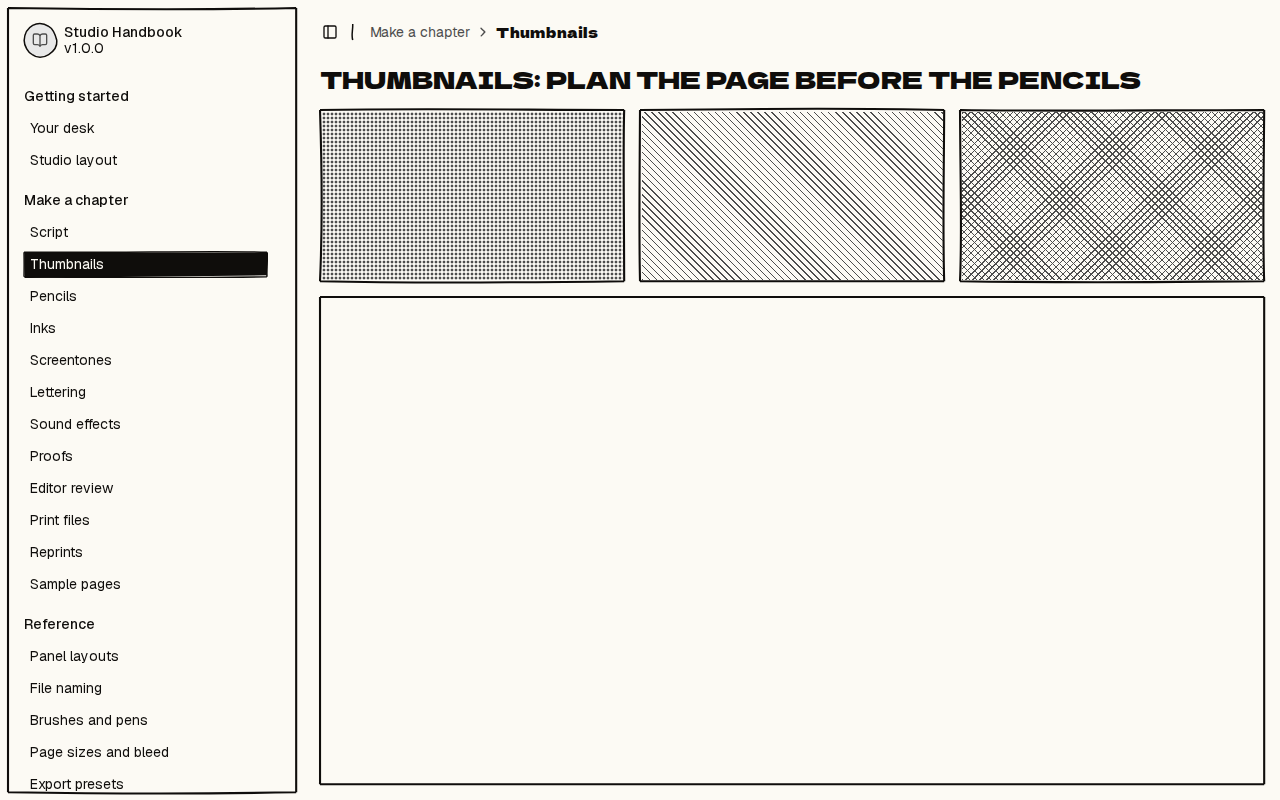 Studio Handbook
v1.0.0
Getting started
Your desk
Studio layout
Make a chapter
Script
Thumbnails
Pencils
Inks
Screentones
Lettering
Sound effects
Proofs
Editor review
Print files
Reprints
Sample pages
Reference
Panel layouts
File naming
Brushes and pens
Page sizes and bleed
Export presets
Make a chapter > Thumbnails
THUMBNAILS: PLAN THE PAGE BEFORE THE PENCILS